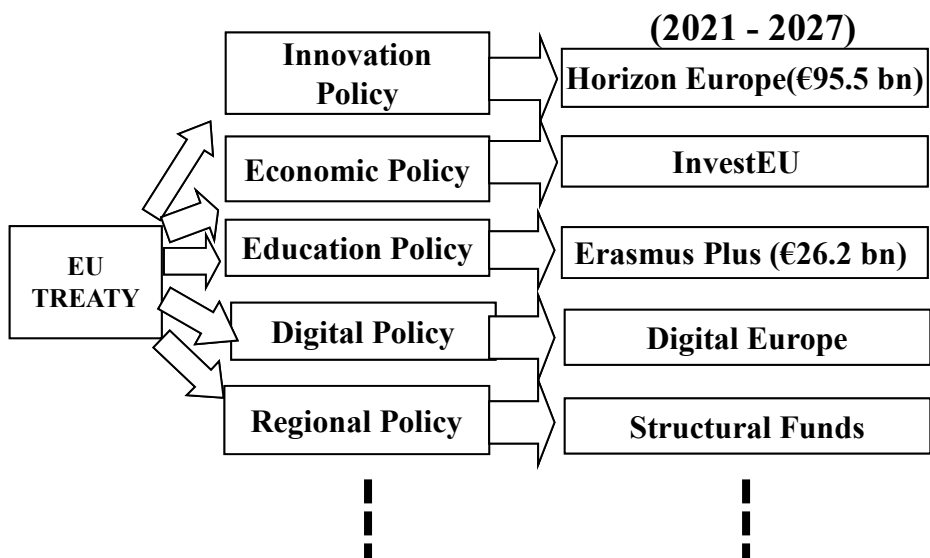 (2021 - 2027)
Innovation
Policy
Horizon Europe(€95.5 bn)
Economic Policy
InvestEU
Education Policy
Erasmus Plus (€26.2 bn)
EU
TREATY
Digital Policy
Digital Europe
Regional Policy
Structural Funds